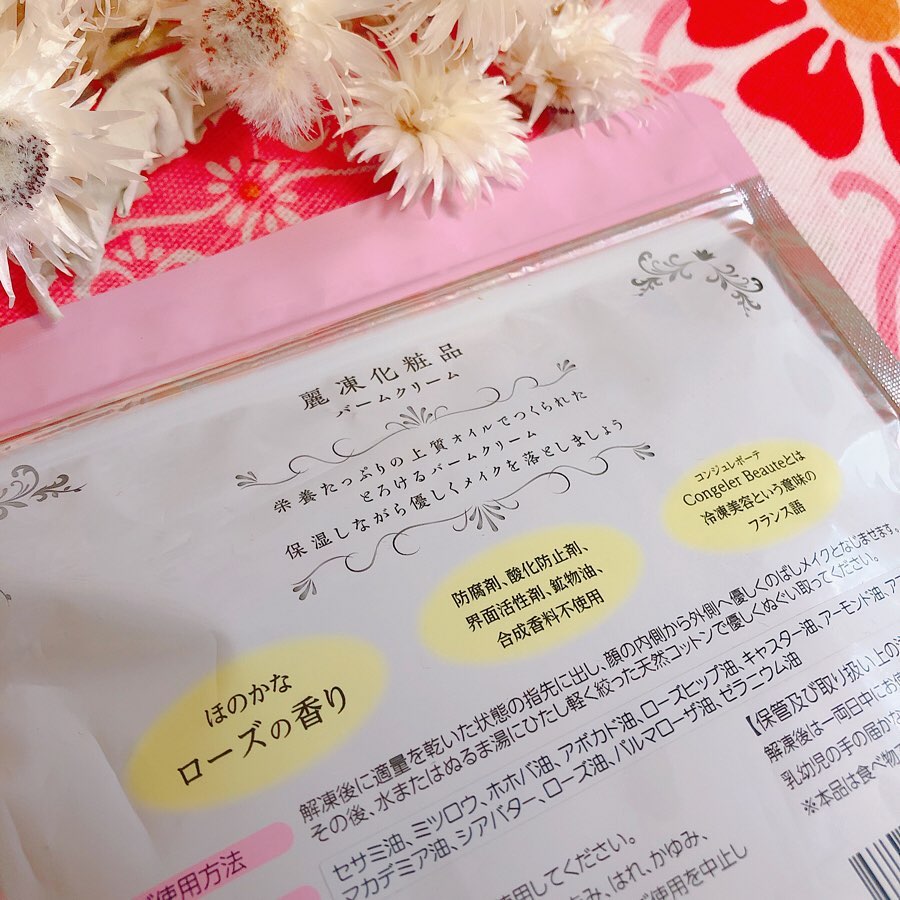 麗凍化粧品
バームクリーム
栄養たっぷりの上質オイルでつくられた
とろけるバームクリーム
保湿しながら優しくメイクを落としましょう
コンジェレボーテ
Congeler Beauteとは
冷凍美容という意味の
フランス語
防腐剤、酸化防止剤、
界面活性剤、鉱物油、
合成香料不使用
ほのかな
ローズの香り
使用方法
解凍後に適量を乾いた状態の指先に出し、顔の内側から外側へ優しくのばしメイクとなじませます。
その後、水またはぬるま湯にひたし軽く絞った天然コットンで優しくぬぐい取ってください。
セサミ油、ミツロウ、ホホバ油、アボカド油、ローズヒップ油、キャスター油、アーモンド油、ア
マカデミア油、シアバター、ローズ油、パルマローザ油、ゼラニウム油
使用してください。
み、はれ、かゆみ、
使用を中止し
【保管及び取り扱い上の
解凍後は一両日中にお
乳幼児の手の届か
※本品は食べ物